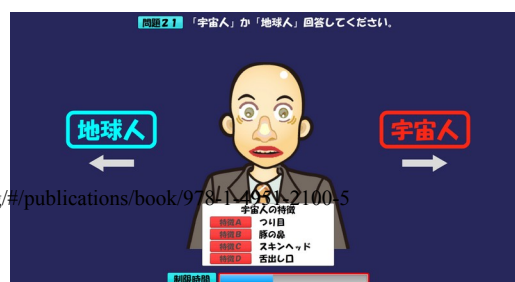 問題21 「宇宙人」か「地球人」回答してください。
地球人
宇宙人
/#/publications/book/978-1-4931-2100-5
宇宙人の特徴
特徴A つり目
特徴B 豚の鼻
特徴C スキンヘッド
特徴D 舌出し口
制限時間